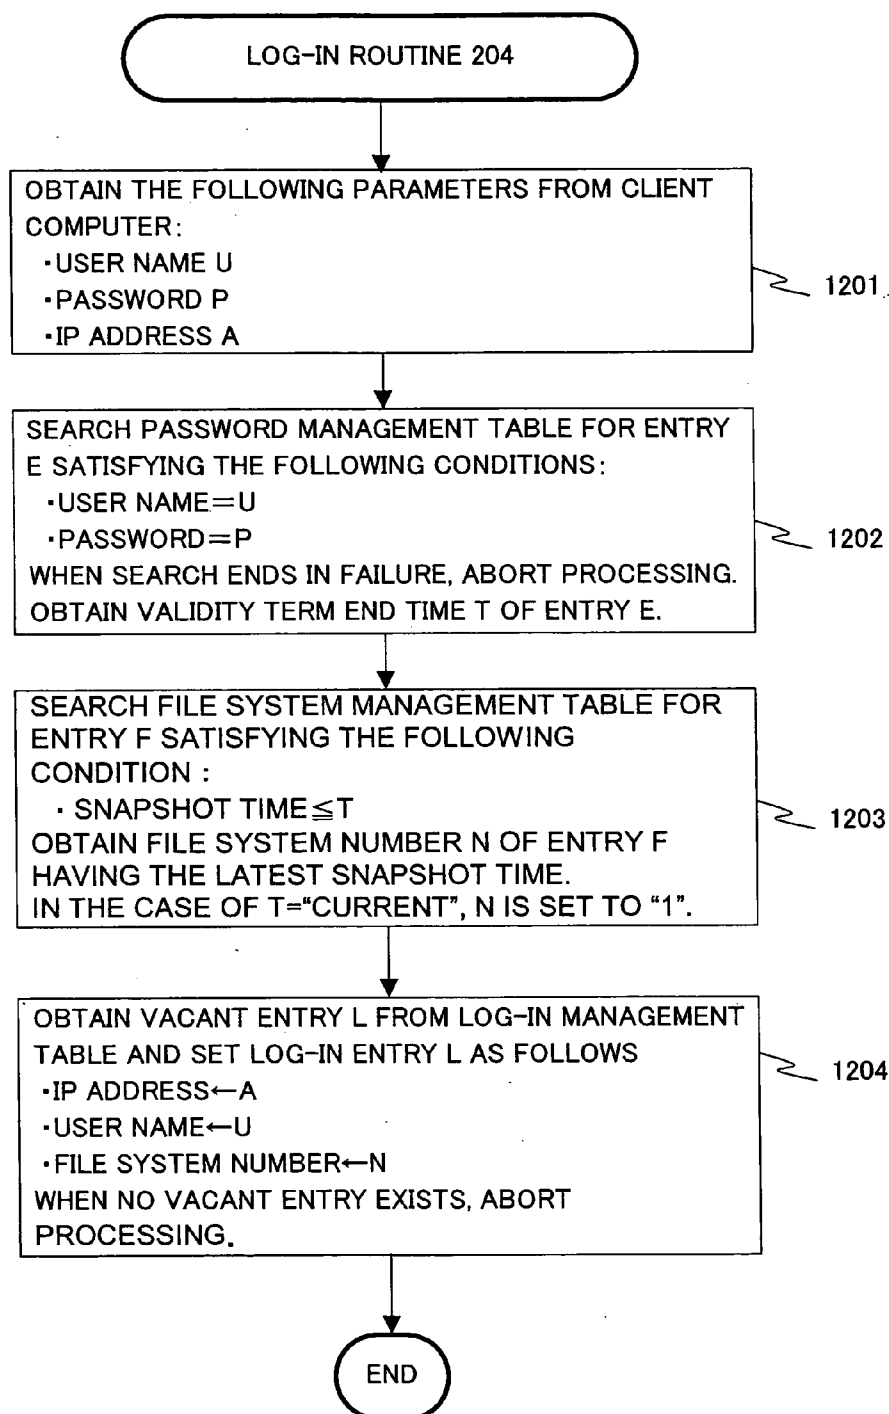 LOG-IN ROUTINE 204
OBTAIN THE FOLLOWING PARAMETERS FROM CLIENT
COMPUTER:
・USER NAME U
・PASSWORD P
・IP ADDRESS A
1201
SEARCH PASSWORD MANAGEMENT TABLE FOR ENTRY
E SATISFYING THE FOLLOWING CONDITIONS:
・USER NAME=U
・PASSWORD=P
WHEN SEARCH ENDS IN FAILURE, ABORT PROCESSING.
OBTAIN VALIDITY TERM END TIME T OF ENTRY E.
1202
SEARCH FILE SYSTEM MANAGEMENT TABLE FOR
ENTRY F SATISFYING THE FOLLOWING
CONDITION :
・ SNAPSHOT TIME≦T
OBTAIN FILE SYSTEM NUMBER N OF ENTRY F
HAVING THE LATEST SNAPSHOT TIME.
IN THE CASE OF T=“CURRENT”, N IS SET TO “1”.
1203
OBTAIN VACANT ENTRY L FROM LOG-IN MANAGEMENT
TABLE AND SET LOG-IN ENTRY L AS FOLLOWS
・IP ADDRESS←A
・USER NAME←U
・FILE SYSTEM NUMBER←N
WHEN NO VACANT ENTRY EXISTS, ABORT
PROCESSING.
1204
END